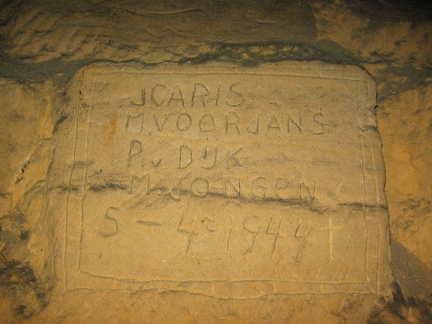 J CARIS
M. VOORJANS
P. v DIJK
M. JONGEN
5 - 4 - 1944